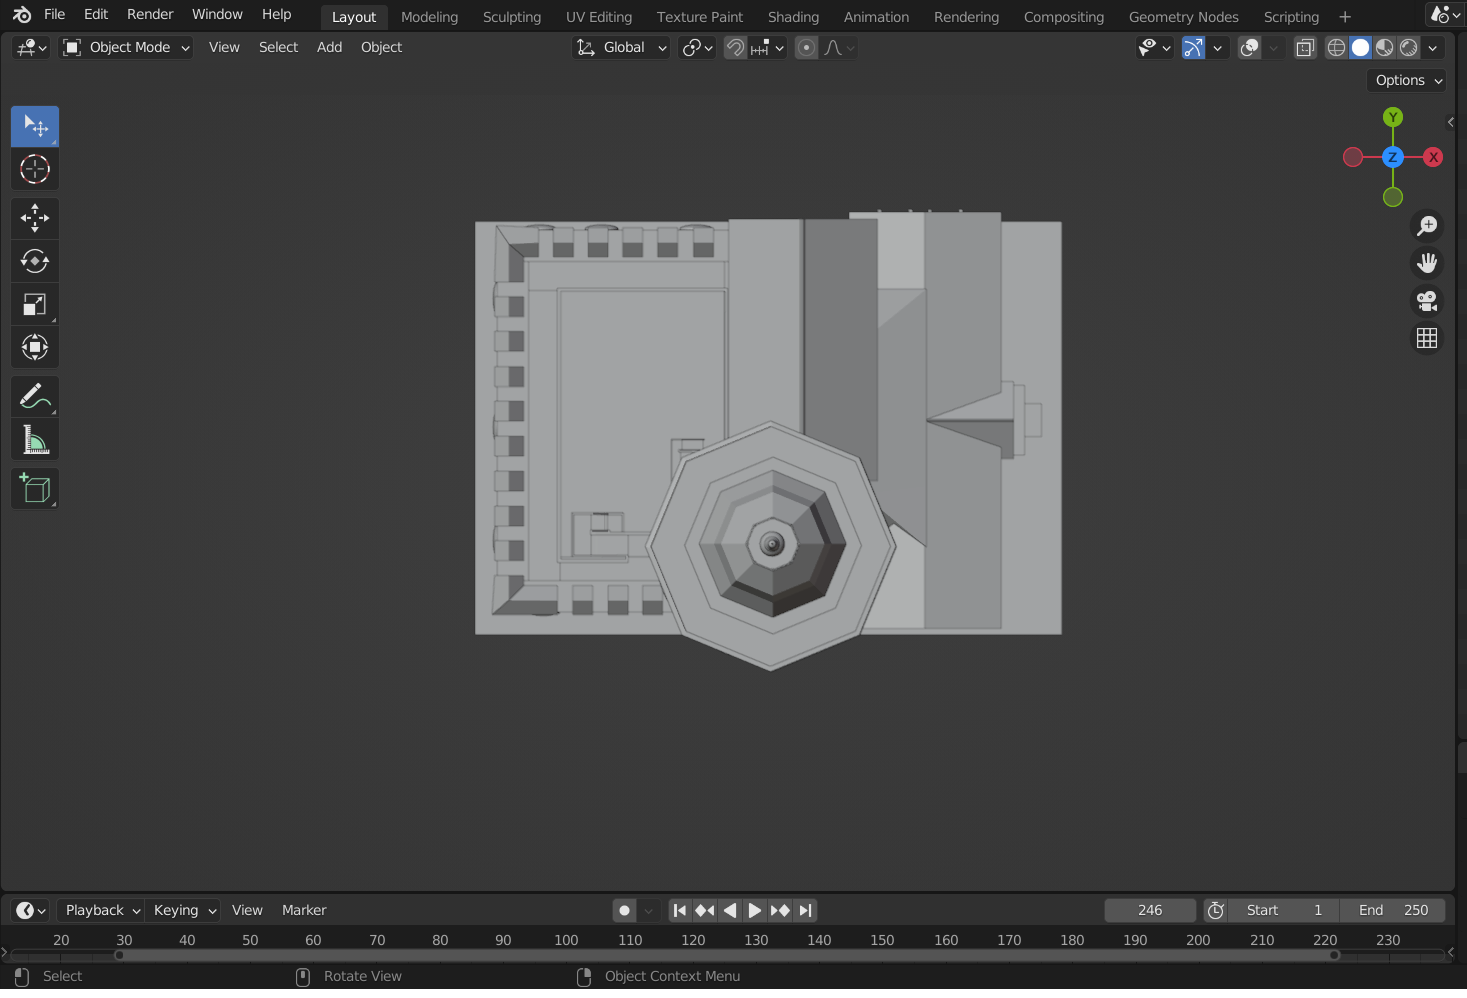 File Edit Render Window Help Layout Modeling Sculpting UV Editing Texture Paint Shading Animation Rendering Compositing Geometry Nodes Scripting +
Object Mode View Select Add Object Global
Options
Y
Z X
Playback Keying View Marker 246 Start 1 End 250
20 30 40 50 60 70 80 90 100 110 120 130 140 150 160 170 180 190 200 210 220 230
Select Rotate View Object Context Menu